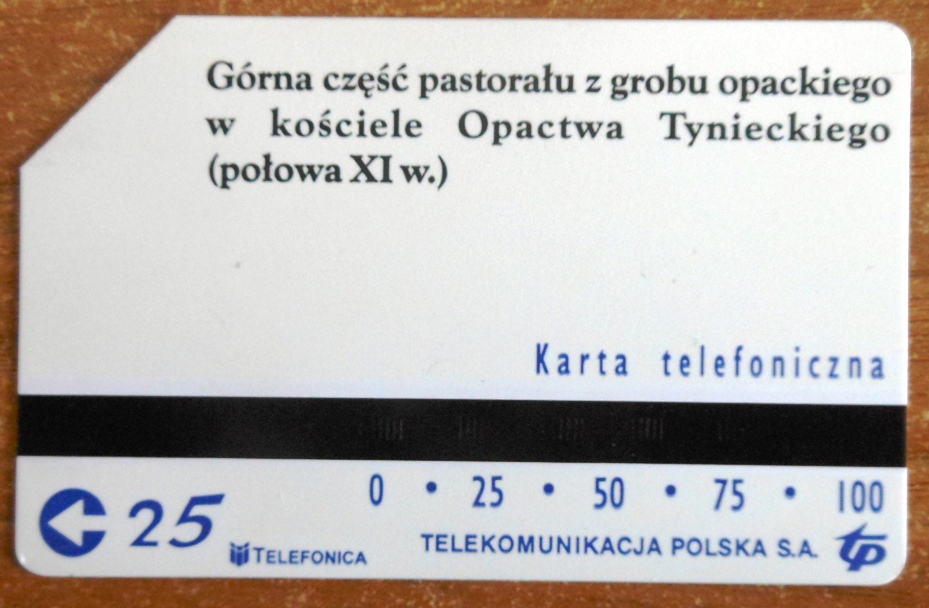 Górna część pastorału z grobu opackiego
w kościele Opactwa Tynieckiego
(połowa XI w.)
Karta telefoniczna
0 • 25 • 50 • 75 • 100
25
TELEFONICA
TELEKOMUNIKACJA POLSKA S.A. tp